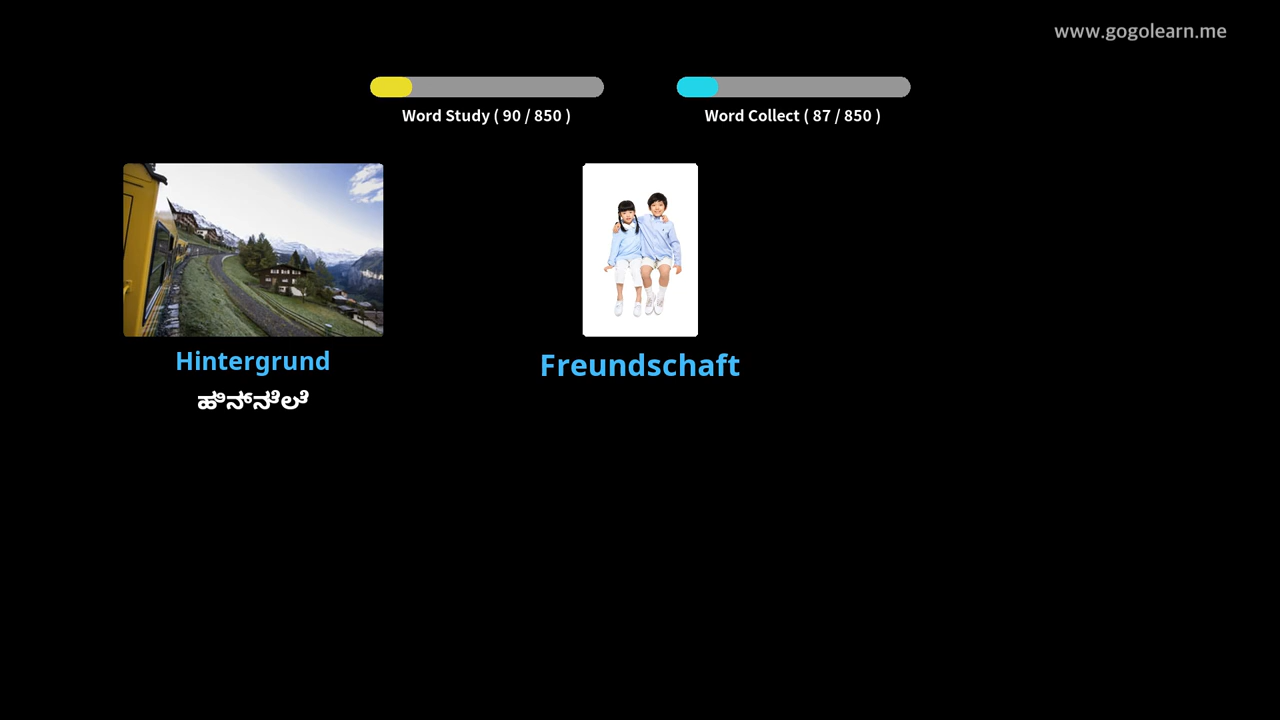 www.gogolearn.me
Word Study ( 90 / 850 )
Word Collect ( 87 / 850 )
Hintergrund
ಹಿನ್ನೆಲೆ
Freundschaft